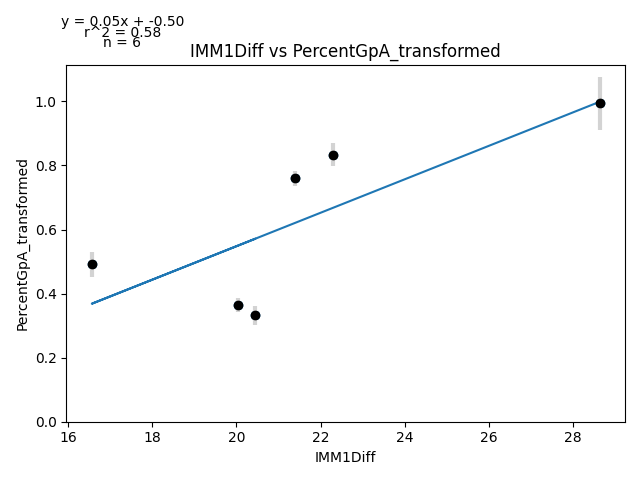 y = 0.05x + -0.50
r^2 = 0.58
n = 6
IMM1Diff vs PercentGpA_transformed
PercentGpA_transformed
1.0
0.8
0.6
0.4
0.2
0.0
16 18 20 22 24 26 28
IMM1Diff